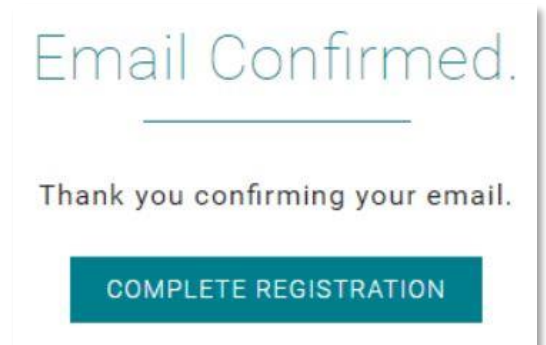 Email Confirmed.
Thank you confirming your email.
COMPLETE REGISTRATION